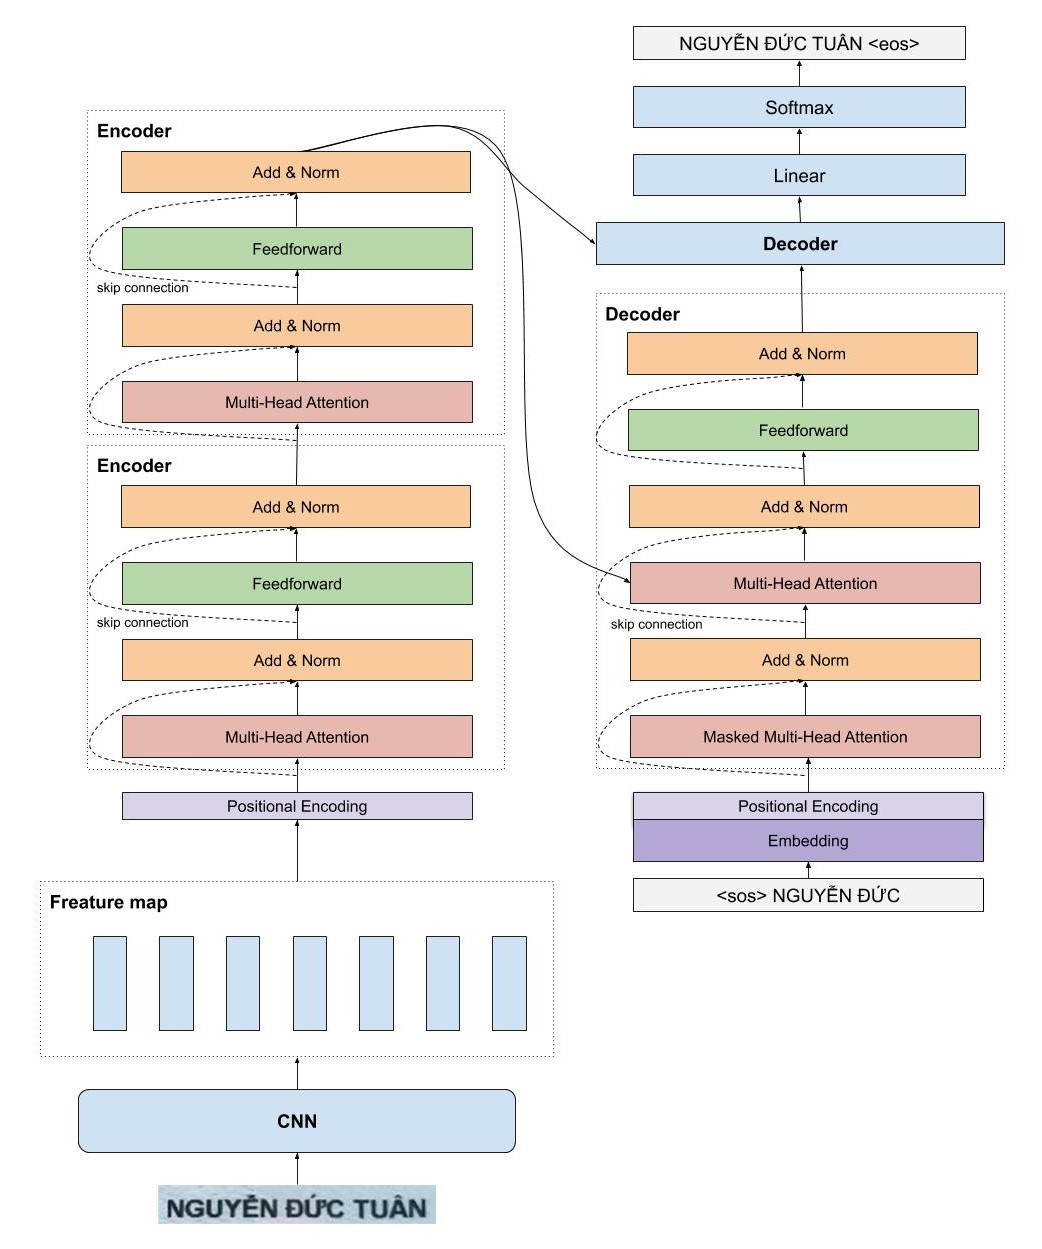 Encoder
Add & Norm
Feedforward
skip connection
Add & Norm
Multi-Head Attention
Encoder
Add & Norm
Feedforward
skip connection
Add & Norm
Multi-Head Attention
Positional Encoding
Freature map
CNN
NGUYỄN ĐỨC TUÂN
NGUYỄN ĐỨC TUÂN <eos>
Softmax
Linear
Decoder
Decoder
Add & Norm
Feedforward
Add & Norm
Multi-Head Attention
skip connection
Add & Norm
Masked Multi-Head Attention
Positional Encoding
Embedding
<sos> NGUYỄN ĐỨC